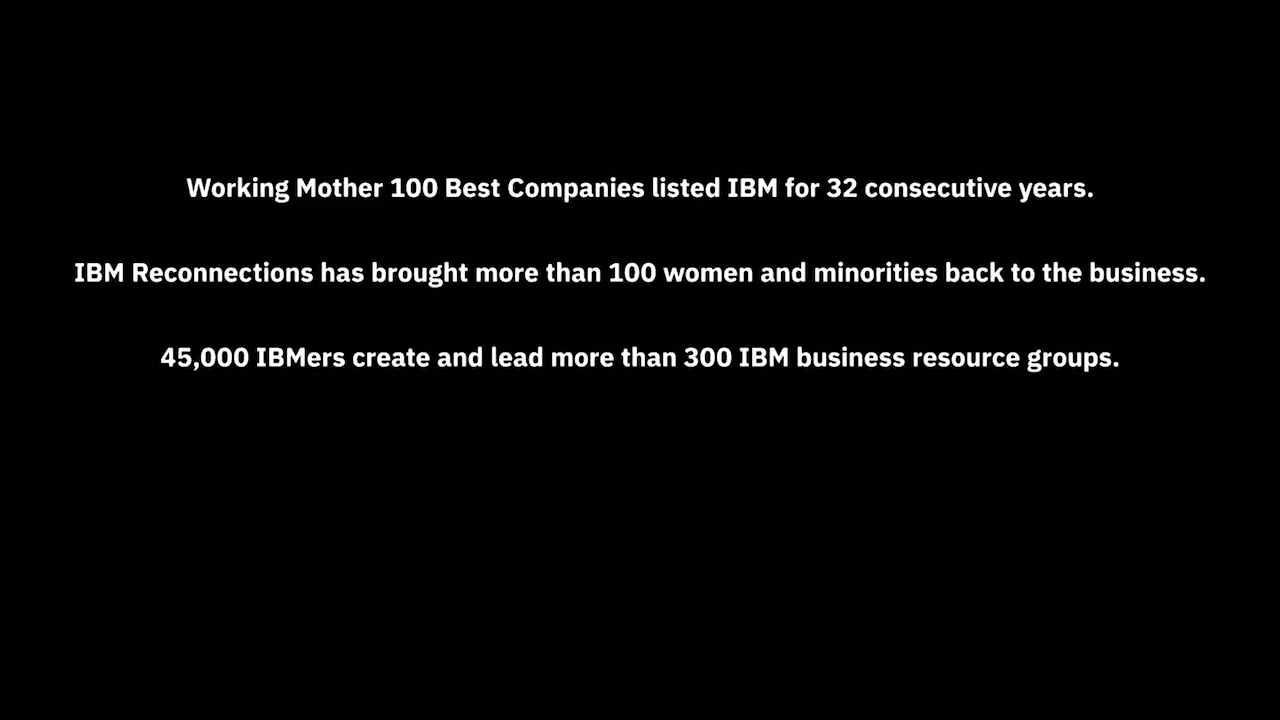 Working Mother 100 Best Companies listed IBM for 32 consecutive years.
IBM Reconnections has brought more than 100 women and minorities back to the business.
45,000 IBMers create and lead more than 300 IBM business resource groups.